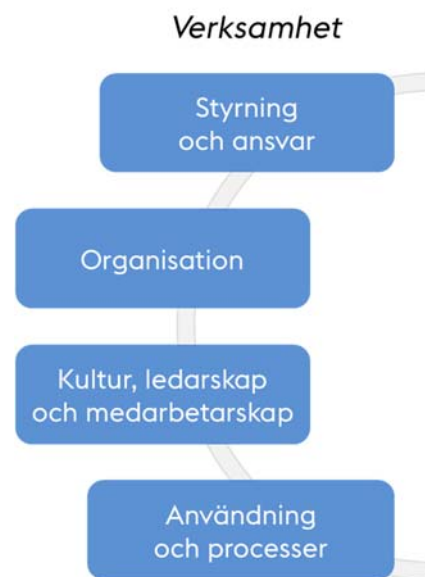 Verksamhet
Styrning
och ansvar
Organisation
Kultur, ledarskap
och medarbetarskap
Användning
och processer